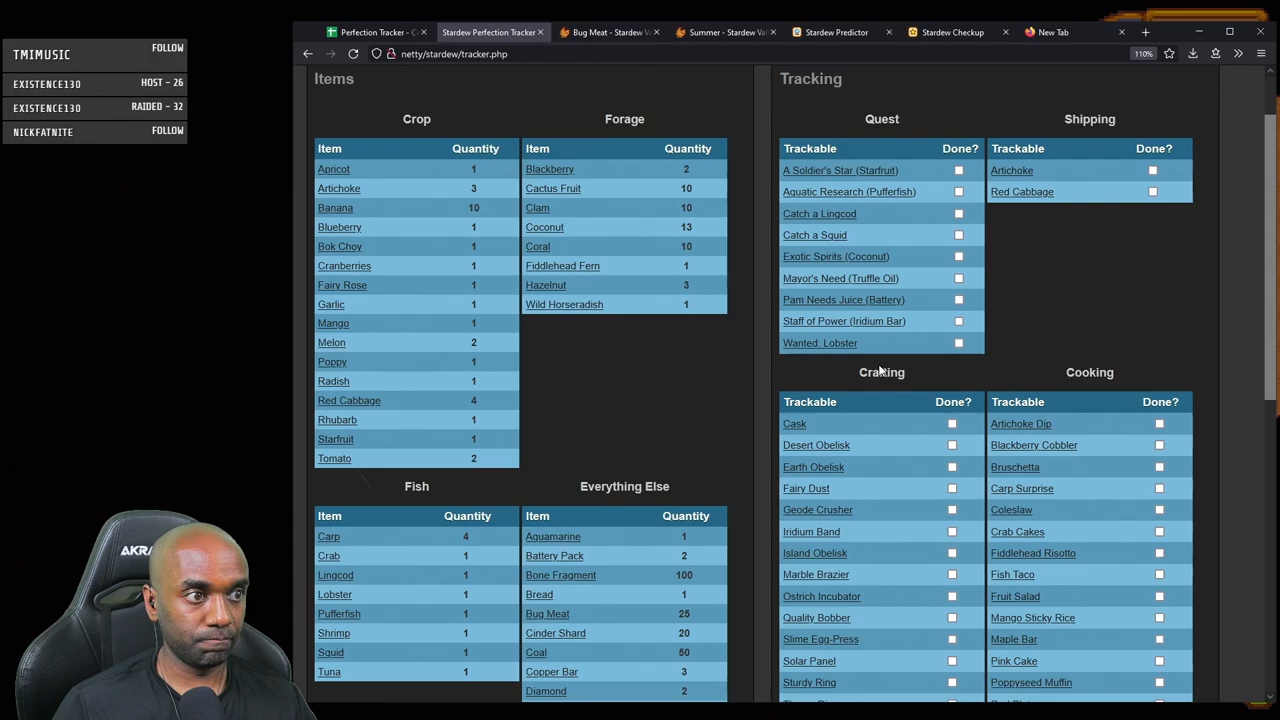 Perfection Tracker - C
Stardew Perfection Tracker
Bug Meat - Stardew V
Summer - Stardew Val
Stardew Predictor
Stardew Checkup
New Tab
netty/stardew/tracker.php
110%
TMIMUSIC FOLLOW
EXISTENCE130 HOST - 26
EXISTENCE130 RAIDED - 32
NICKFATNITE FOLLOW
Items
Crop
Item Quantity
Apricot 1
Artichoke 3
Banana 10
Blueberry 1
Bok Choy 1
Cranberries 1
Fairy Rose 1
Garlic 1
Mango 1
Melon 2
Poppy 1
Radish 1
Red Cabbage 4
Rhubarb 1
Starfruit 1
Tomato 2
Forage
Item Quantity
Blackberry 2
Cactus Fruit 10
Clam 10
Coconut 13
Coral 10
Fiddlehead Fern 1
Hazelnut 3
Wild Horseradish 1
Fish
Item Quantity
Carp 4
Crab 1
Lingcod 1
Lobster 1
Pufferfish 1
Shrimp 1
Squid 1
Tuna 1
Everything Else
Item Quantity
Aquamarine 1
Battery Pack 2
Bone Fragment 100
Bread 1
Bug Meat 25
Cinder Shard 20
Coal 50
Copper Bar 3
Diamond 2
Tracking
Quest
Trackable Done?
A Soldier's Star (Starfruit)
Aquatic Research (Pufferfish)
Catch a Lingcod
Catch a Squid
Exotic Spirits (Coconut)
Mayor's Need (Truffle Oil)
Pam Needs Juice (Battery)
Staff of Power (Iridium Bar)
Wanted: Lobster
Shipping
Trackable Done?
Artichoke
Red Cabbage
Crafting
Trackable Done?
Cask
Desert Obelisk
Earth Obelisk
Fairy Dust
Geode Crusher
Iridium Band
Island Obelisk
Marble Brazier
Ostrich Incubator
Quality Bobber
Slime Egg-Press
Solar Panel
Sturdy Ring
Cooking
Trackable Done?
Artichoke Dip
Blackberry Cobbler
Bruschetta
Carp Surprise
Coleslaw
Crab Cakes
Fiddlehead Risotto
Fish Taco
Fruit Salad
Mango Sticky Rice
Maple Bar
Pink Cake
Poppyseed Muffin
AKRA